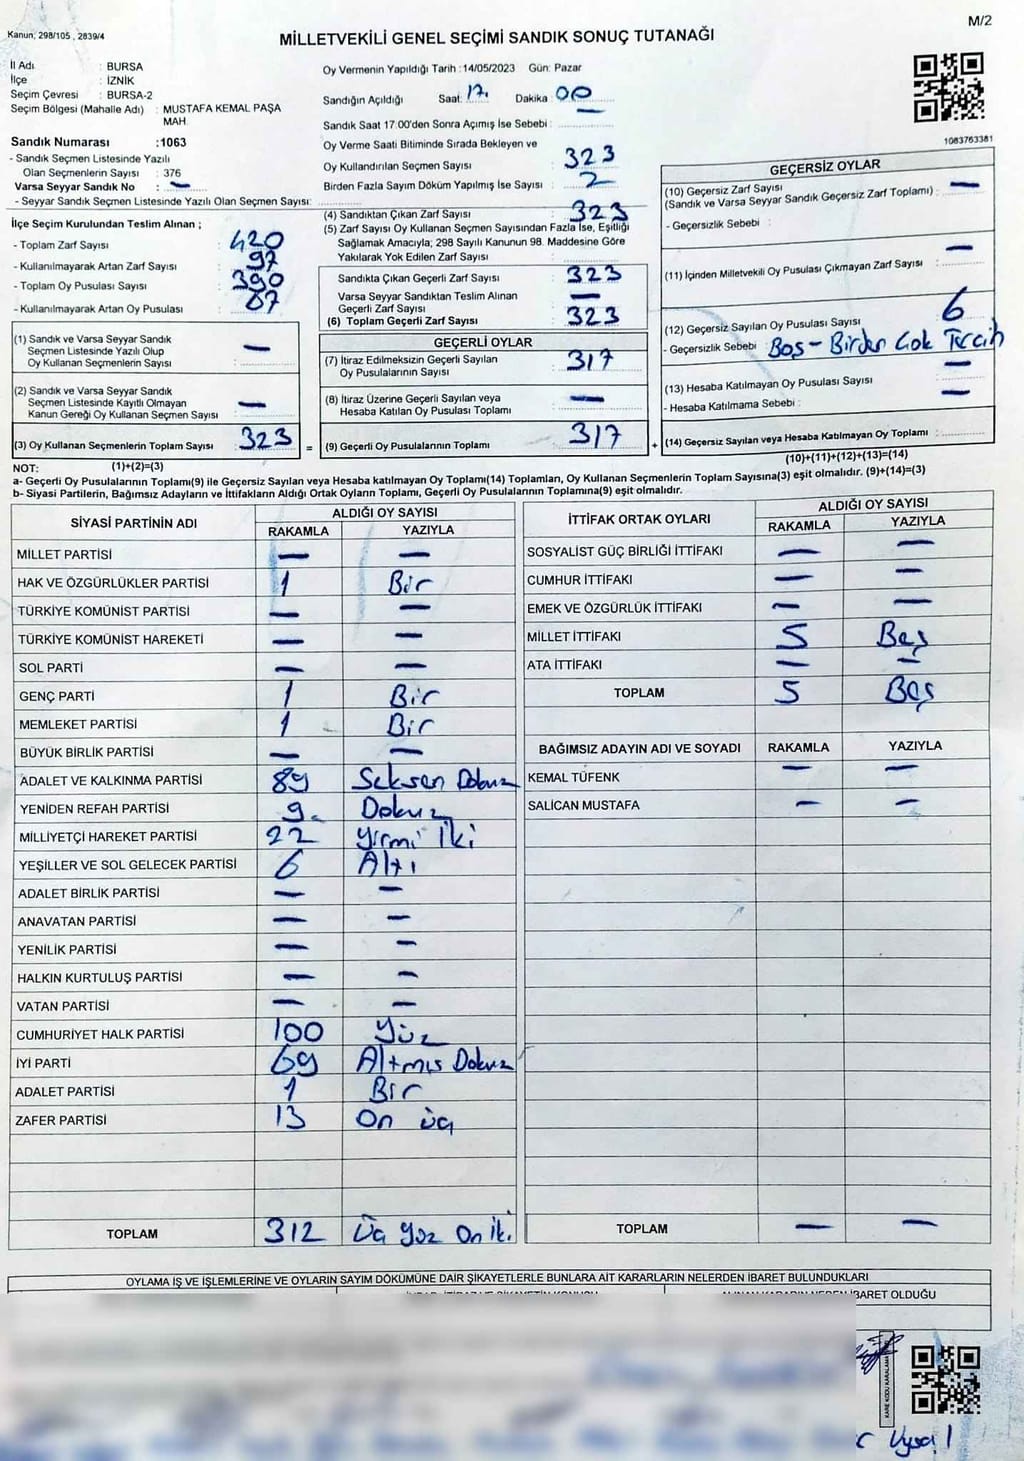 M/2
Kanun; 298/105 , 2839/4
MİLLETVEKİLİ GENEL SEÇİMİ SANDIK SONUÇ TUTANAĞI
İl Adı : BURSA
İlçe : İZNİK
Seçim Çevresi : BURSA-2
Seçim Bölgesi (Mahalle Adı) : MUSTAFA KEMAL PAŞA
MAH.
Sandık Numarası :1063
- Sandık Seçmen Listesinde Yazılı
Olan Seçmenlerin Sayısı : 376
Varsa Seyyar Sandık No : —
- Seyyar Sandık Seçmen Listesinde Yazılı Olan Seçmen Sayısı:
Oy Vermenin Yapıldığı Tarih :14/05/2023 Gün: Pazar
Sandığın Açıldığı Saat: 17. Dakika : 00
Sandık Saat 17:00'den Sonra Açımış İse Sebebi : —
Oy Verme Saati Bitiminde Sırada Bekleyen ve
Oy Kullandırılan Seçmen Sayısı : 323
Birden Fazla Sayım Döküm Yapılmış İse Sayısı : 2
1083763381
İlçe Seçim Kurulundan Teslim Alınan ;
- Toplam Zarf Sayısı : 420
- Kullanılmayarak Artan Zarf Sayısı : 97
- Toplam Oy Pusulası Sayısı : 390
- Kullanılmayarak Artan Oy Pusulası : 67
(1) Sandık ve Varsa Seyyar Sandık
Seçmen Listesinde Yazılı Olup
Oy Kullanan Seçmenlerin Sayısı : —
(2) Sandık ve Varsa Seyyar Sandık
Seçmen Listesinde Kayıtlı Olmayan
Kanun Gereği Oy Kullanan Seçmen Sayısı : —
(3) Oy Kullanan Seçmenlerin Toplam Sayısı : 323 =
(4) Sandıktan Çıkan Zarf Sayısı : 323
(5) Zarf Sayısı Oy Kullanan Seçmen Sayısından Fazla İse, Eşitliği
Sağlamak Amacıyla; 298 Sayılı Kanunun 98. Maddesine Göre
Yakılarak Yok Edilen Zarf Sayısı :
Sandıkta Çıkan Geçerli Zarf Sayısı : 323
Varsa Seyyar Sandıktan Teslim Alınan
Geçerli Zarf Sayısı : —
(6) Toplam Geçerli Zarf Sayısı : 323
GEÇERLİ OYLAR
(7) İtiraz Edilmeksizin Geçerli Sayılan
Oy Pusulalarının Sayısı : 317
(8) İtiraz Üzerine Geçerli Sayılan veya
Hesaba Katılan Oy Pusulası Toplamı : —
(9) Geçerli Oy Pusulalarının Toplamı : 317 +
GEÇERSİZ OYLAR
(10) Geçersiz Zarf Sayısı
(Sandık ve Varsa Seyyar Sandık Geçersiz Zarf Toplamı) : —
- Geçersizlik Sebebi :
(11) İçinden Milletvekili Oy Pusulası Çıkmayan Zarf Sayısı : —
(12) Geçersiz Sayılan Oy Pusulası Sayısı : 6
- Geçersizlik Sebebi : Boş - Birden Çok Tercih
(13) Hesaba Katılmayan Oy Pusulası Sayısı : —
- Hesaba Katılmama Sebebi : —
(14) Geçersiz Sayılan veya Hesaba Katılmayan Oy Toplamı :
NOT: (1)+(2)=(3) (10)+(11)+(12)+(13)=(14)
a- Geçerli Oy Pusulalarının Toplamı(9) ile Geçersiz Sayılan veya Hesaba katılmayan Oy Toplamı(14) Toplamları, Oy Kullanan Seçmenlerin Toplam Sayısına(3) eşit olmalıdır. (9)+(14)=(3)
b- Siyasi Partilerin, Bağımsız Adayların ve İttifakların Aldığı Ortak Oyların Toplamı, Geçerli Oy Pusulalarının Toplamına(9) eşit olmalıdır.
SİYASİ PARTİNİN ADI ALDIĞI OY SAYISI
RAKAMLA YAZIYLA
MİLLET PARTİSİ — —
HAK VE ÖZGÜRLÜKLER PARTİSİ 1 Bir
TÜRKİYE KOMÜNİST PARTİSİ — —
TÜRKİYE KOMÜNİST HAREKETİ — —
SOL PARTİ — —
GENÇ PARTİ 1 Bir
MEMLEKET PARTİSİ 1 Bir
BÜYÜK BİRLİK PARTİSİ — —
ADALET VE KALKINMA PARTİSİ 89 Seksen Dokuz
YENİDEN REFAH PARTİSİ 9. Dokuz
MİLLİYETÇİ HAREKET PARTİSİ 22 Yirmi İki
YEŞİLLER VE SOL GELECEK PARTİSİ 6 Altı
ADALET BİRLİK PARTİSİ — —
ANAVATAN PARTİSİ — —
YENİLİK PARTİSİ — —
HALKIN KURTULUŞ PARTİSİ — —
VATAN PARTİSİ — —
CUMHURİYET HALK PARTİSİ 100 Yüz
İYİ PARTİ 69 Altmış Dokuz
ADALET PARTİSİ 1 Bir
ZAFER PARTİSİ 13 On üç
TOPLAM 312 Üç Yüz On İki.
İTTİFAK ORTAK OYLARI ALDIĞI OY SAYISI
RAKAMLA YAZIYLA
SOSYALİST GÜÇ BİRLİĞİ İTTİFAKI — —
CUMHUR İTTİFAKI — —
EMEK VE ÖZGÜRLÜK İTTİFAKI — —
MİLLET İTTİFAKI 5 Beş
ATA İTTİFAKI — —
TOPLAM 5 Beş
BAĞIMSIZ ADAYIN ADI VE SOYADI RAKAMLA YAZIYLA
KEMAL TÜFENK — —
SALİCAN MUSTAFA — —
TOPLAM — —
OYLAMA İŞ VE İŞLEMLERİNE VE OYLARIN SAYIM DÖKÜMÜNE DAİR ŞİKAYETLERLE BUNLARA AİT KARARLARIN NELERDEN İBARET BULUNDUKLARI
İBARET OLDUĞU
KARE KODU KARALAMA
Uysal